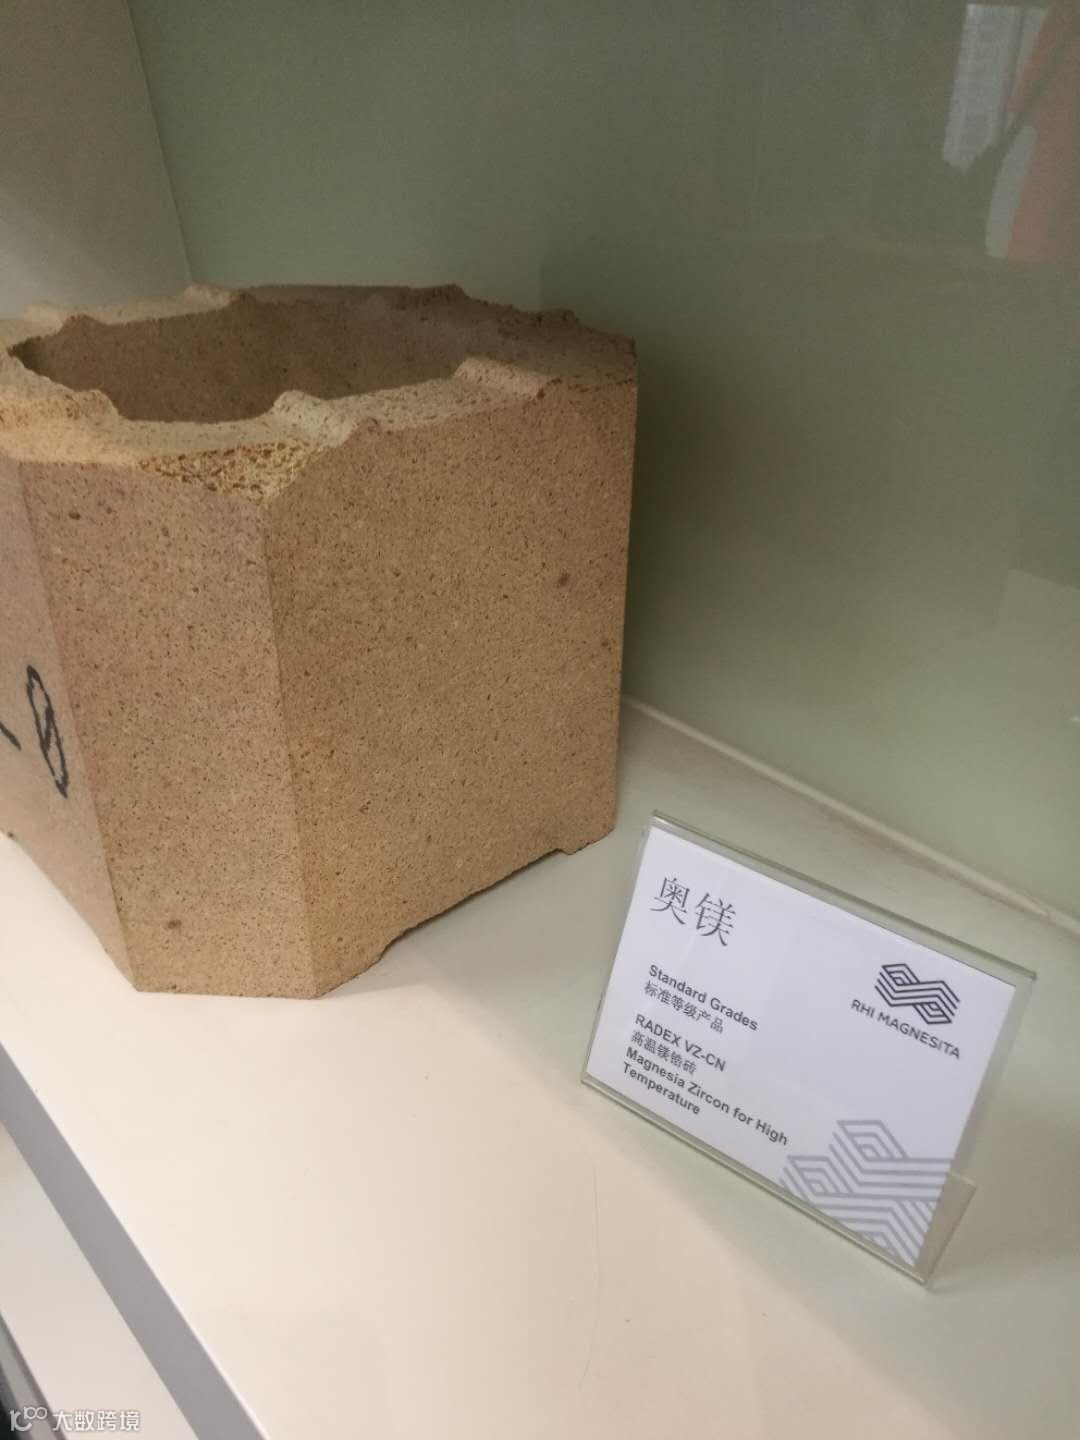 奥镁
RHI MAGNESITA
Standard Grades
标准等级产品
RADEX VZ-CN
高温镁锆砖
Magnesia Zircon for High
Temperature
大数跨境